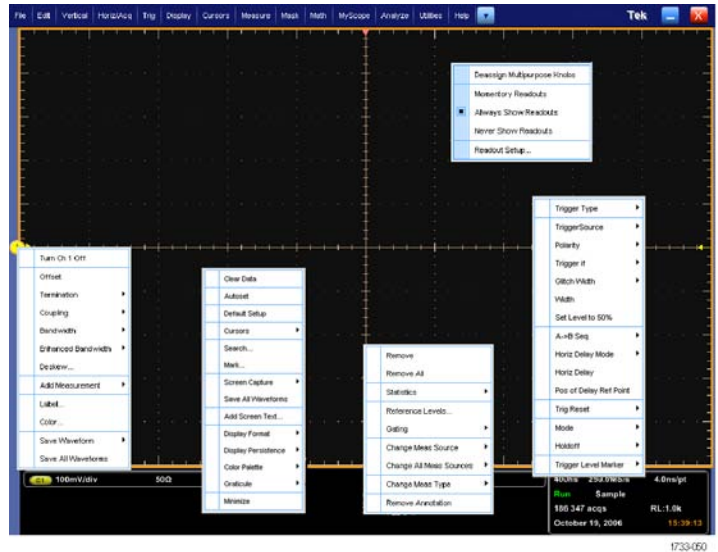 File Edit Vertical Horiz/Acq Trig Display Cursors Measure Mask Math MyScope Analyze Utilities Help Tek
Deassign Multipurpose Knobs
Momentary Readouts
Always Show Readouts
Never Show Readouts
Readout Setup...
Trigger Type
TriggerSource
Polarity
Trigger if
Glitch Width
Width
Set Level to 50%
A->B Seq
Horiz Delay Mode
Horiz Delay
Pos of Delay Ref Point
Trig Reset
Mode
Holdoff
Trigger Level Marker
Turn Ch 1 Off
Offset
Termination
Coupling
Bandwidth
Enhanced Bandwidth
Deskew...
Add Measurement
Label...
Color...
Save Waveform
Save All Waveforms
Clear Data
Autoset
Default Setup
Cursors
Search...
Mark...
Screen Capture
Save All Waveforms
Add Screen Text...
Display Format
Display Persistence
Color Palette
Graticule
Minimize
Remove
Remove All
Statistics
Reference Levels...
Gating
Change Meas Source
Change All Meas Sources
Change Meas Type
Remove Annotation
C1 100mV/div 50Ω
400ns 250.0MS/s 4.0ns/pt
Run Sample
186 347 acqs RL:1.0k
October 19, 2006 15:39:13
1733-050